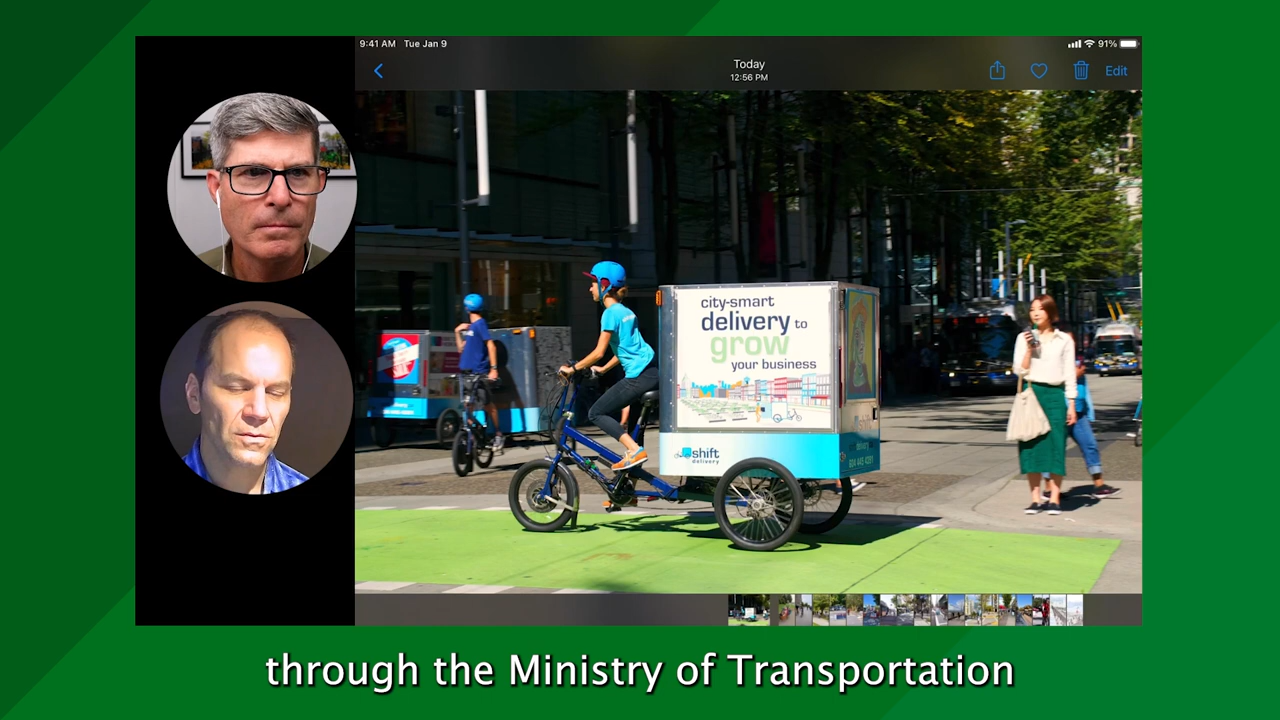 9:41 AM Tue Jan 9
91%
Today
12:56 PM
Edit
city-smart
delivery to
grow
your business
shift
delivery
through the Ministry of Transportation